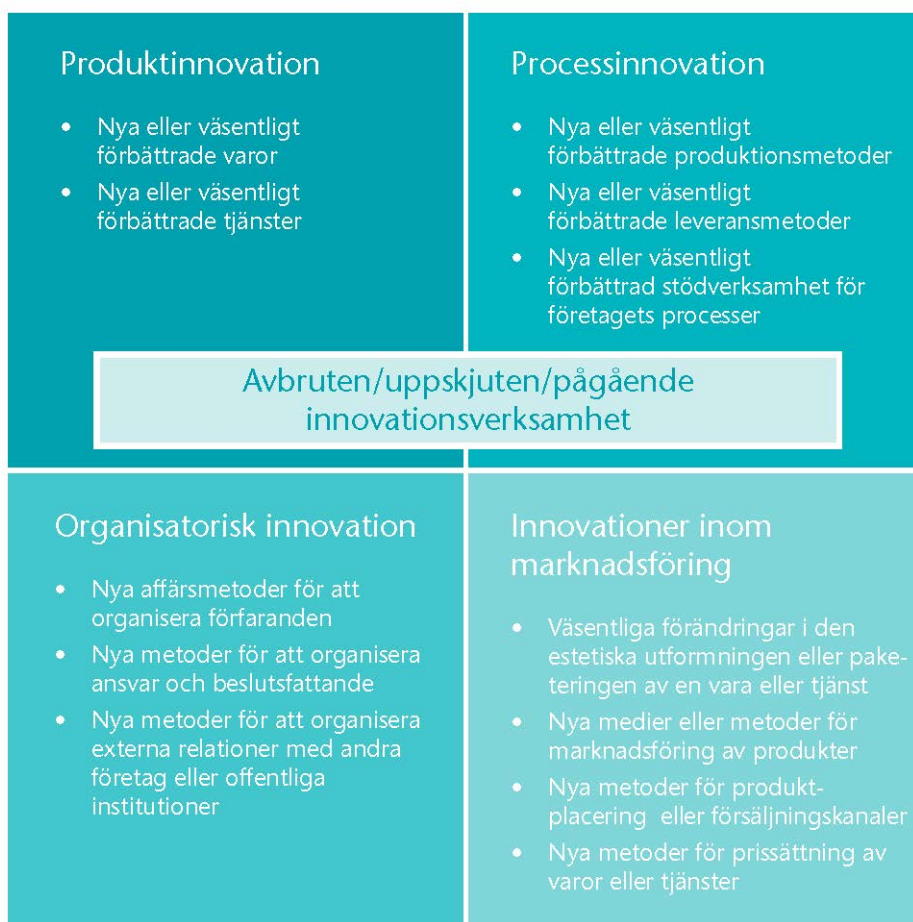 Produktinnovation
• Nya eller väsentligt
förbättrade varor
• Nya eller väsentligt
förbättrade tjänster
Processinnovation
• Nya eller väsentligt
förbättrade produktionsmetoder
• Nya eller väsentligt
förbättrade leveransmetoder
• Nya eller väsentligt
förbättrad stödverksamhet för
företagets processer
Avbruten/uppskjuten/pågående
innovationsverksamhet
Organisatorisk innovation
• Nya affärsmetoder för att
organisera förfaranden
• Nya metoder för att organisera
ansvar och beslutsfattande
• Nya metoder för att organisera
externa relationer med andra
företag eller offentliga
institutioner
Innovationer inom
marknadsföring
• Väsentliga förändringar i den
estetiska utformningen eller pake-
teringen av en vara eller tjänst
• Nya medier eller metoder för
marknadsföring av produkter
• Nya metoder för produkt-
placering eller försäljningskanaler
• Nya metoder för prissättning av
varor eller tjänster